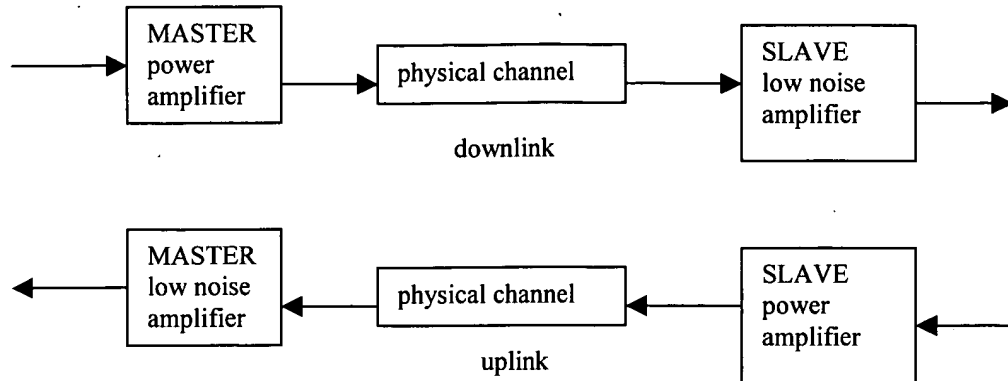 MASTER
power
amplifier
physical channel
SLAVE
low noise
amplifier
downlink
MASTER
low noise
amplifier
physical channel
SLAVE
power
amplifier
uplink